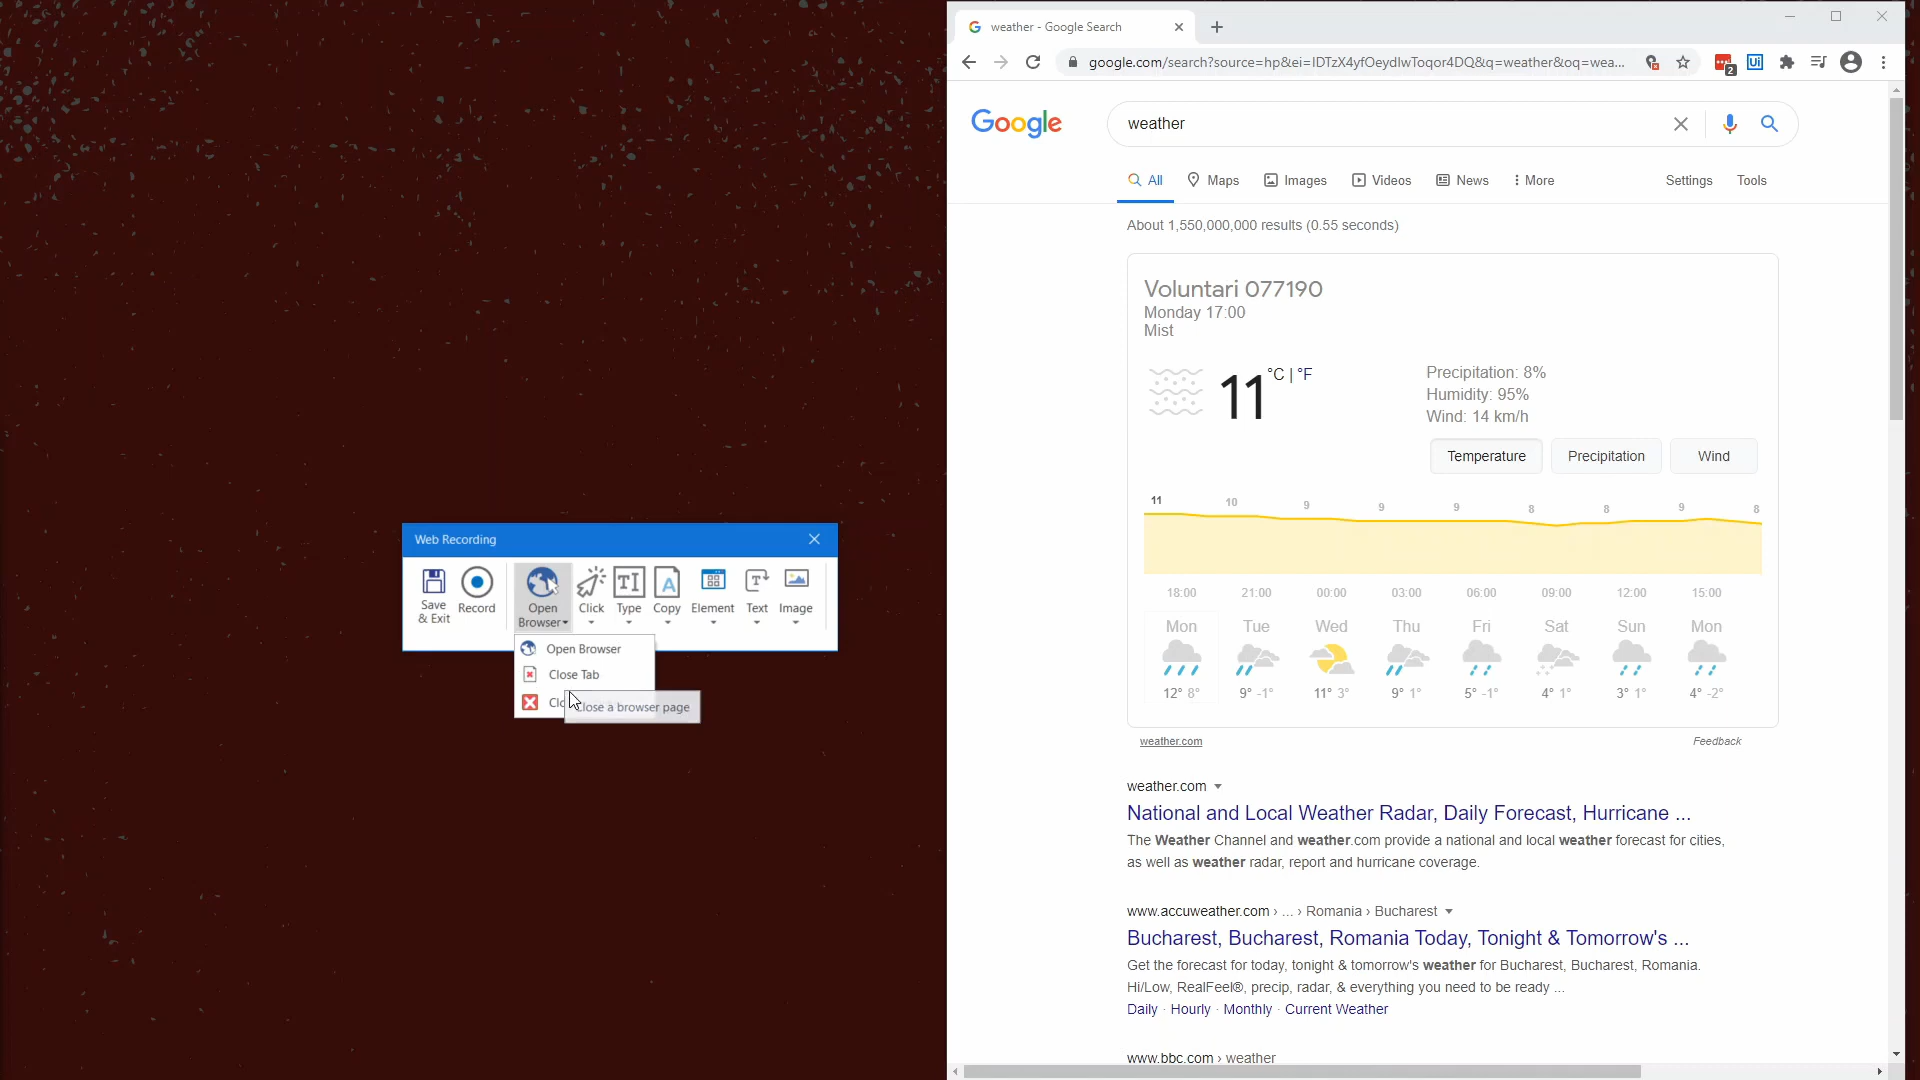 Web Recording
Save & Exit
Record
Open Browser
Click
Type
Copy
Element
Text
Image
Open Browser
Close Tab
Close a browser page
weather - Google Search
google.com/search?source=hp&ei=IDTzX4yfOeydlwToqor4DQ&q=weather&oq=wea...
2
Ui
Google
weather
All
Maps
Images
Videos
News
More
Settings
Tools
About 1,550,000,000 results (0.55 seconds)
Voluntari 077190
Monday 17:00
Mist
11 °C | °F
Precipitation: 8%
Humidity: 95%
Wind: 14 km/h
Temperature
Precipitation
Wind
11 10 9 9 9 8 8 9 8
18:00 21:00 00:00 03:00 06:00 09:00 12:00 15:00
Mon Tue Wed Thu Fri Sat Sun Mon
12° 8° 9° -1° 11° 3° 9° 1° 5° -1° 4° 1° 3° 1° 4° -2°
weather.com
Feedback
weather.com
National and Local Weather Radar, Daily Forecast, Hurricane ...
The Weather Channel and weather.com provide a national and local weather forecast for cities,
as well as weather radar, report and hurricane coverage.
www.accuweather.com › ... › Romania › Bucharest
Bucharest, Bucharest, Romania Today, Tonight & Tomorrow's ...
Get the forecast for today, tonight & tomorrow's weather for Bucharest, Bucharest, Romania.
Hi/Low, RealFeel®, precip, radar, & everything you need to be ready ...
Daily · Hourly · Monthly · Current Weather
www.bbc.com › weather